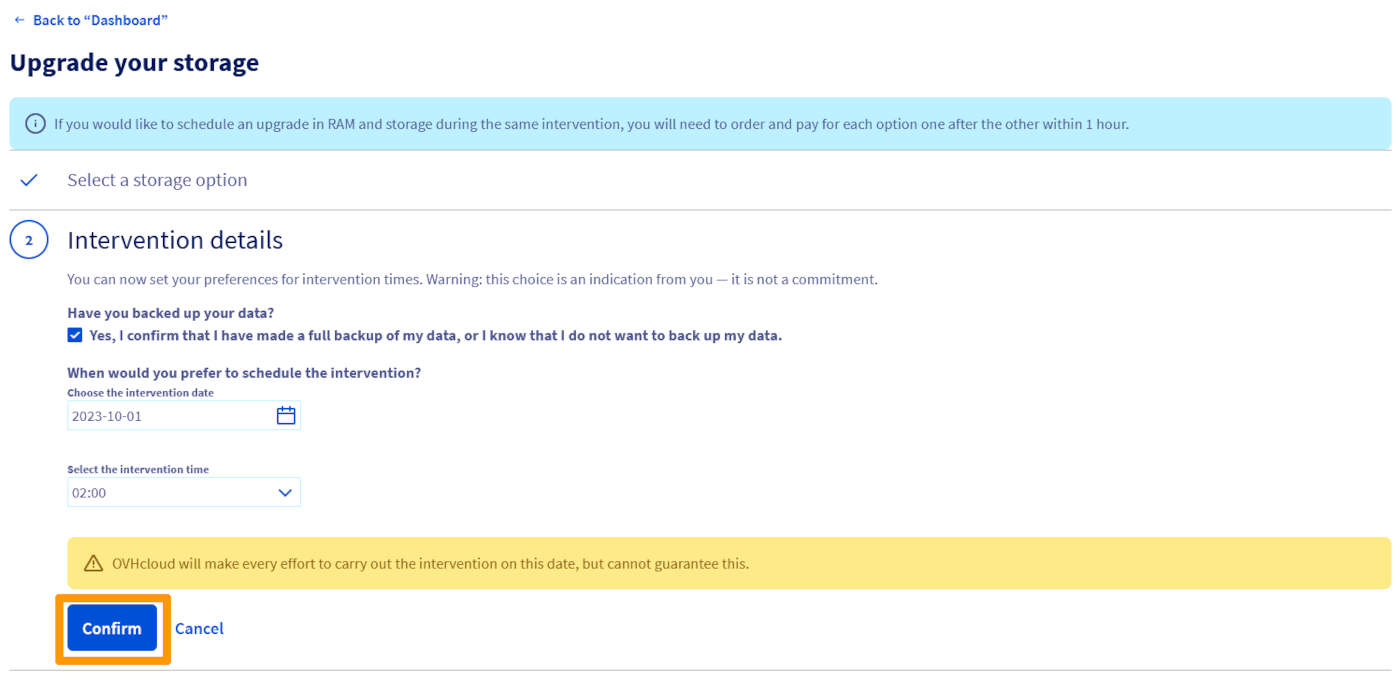 ← Back to “Dashboard”
Upgrade your storage
If you would like to schedule an upgrade in RAM and storage during the same intervention, you will need to order and pay for each option one after the other within 1 hour.
Select a storage option
2
Intervention details
You can now set your preferences for intervention times. Warning: this choice is an indication from you — it is not a commitment.
Have you backed up your data?
Yes, I confirm that I have made a full backup of my data, or I know that I do not want to back up my data.
When would you prefer to schedule the intervention?
Choose the intervention date
2023-10-01
Select the intervention time
02:00
OVHcloud will make every effort to carry out the intervention on this date, but cannot guarantee this.
Confirm Cancel